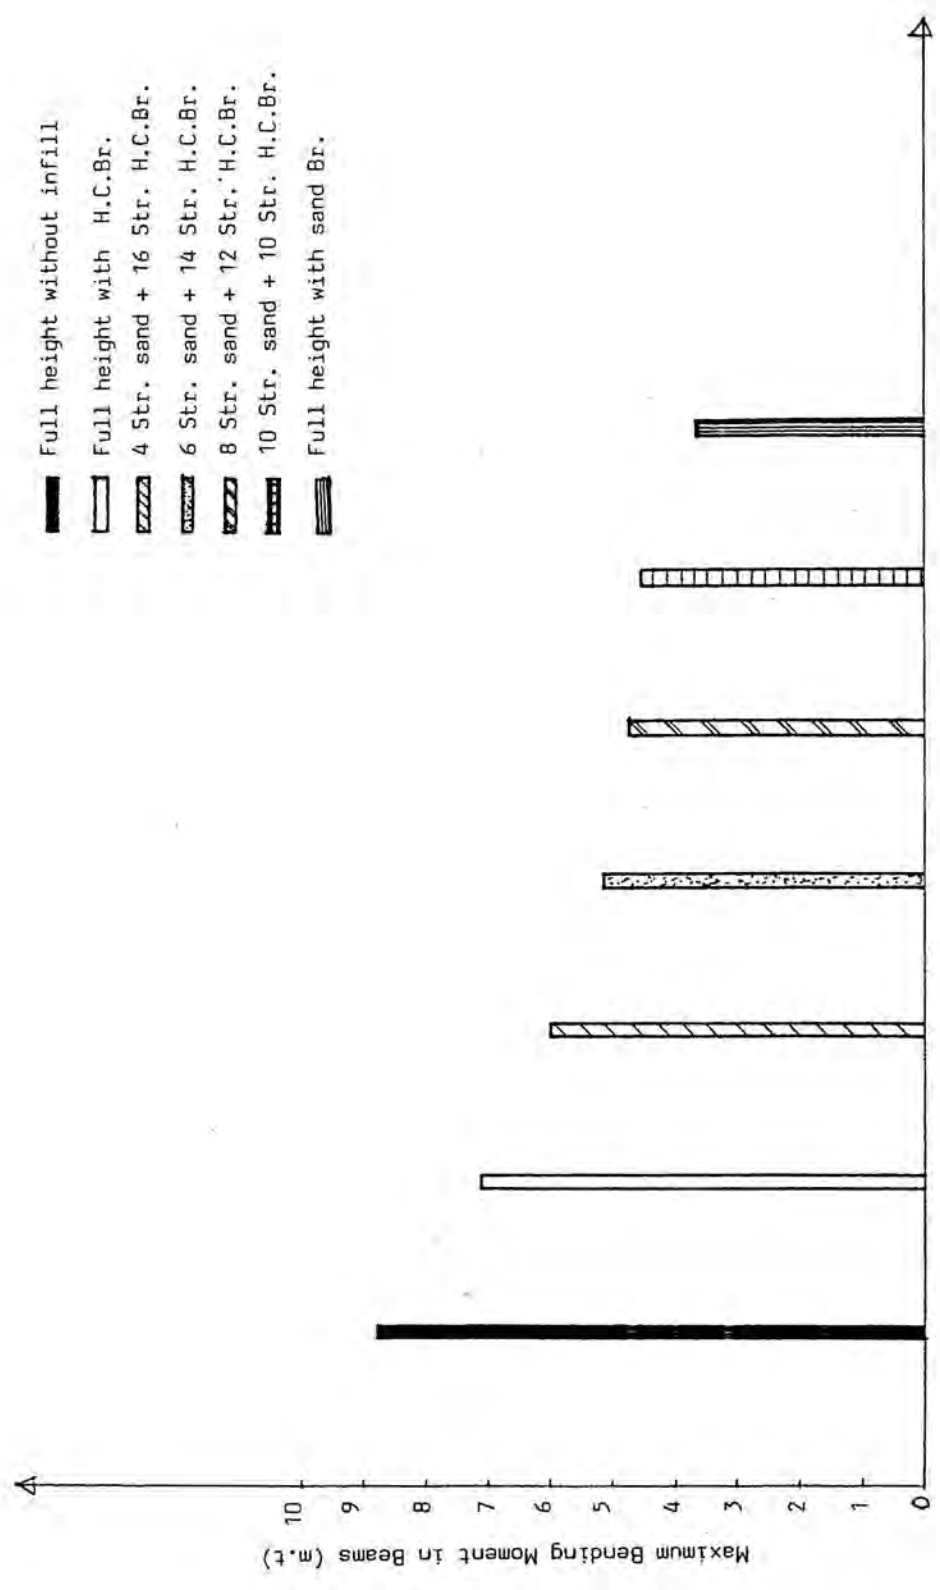 Full height without infill
Full height with H.C.Br.
4 Str. sand + 16 Str. H.C.Br.
6 Str. sand + 14 Str. H.C.Br.
8 Str. sand + 12 Str. H.C.Br.
10 Str. sand + 10 Str. H.C.Br.
Full height with sand Br.
Maximum Bending Moment in Beams (m.t)
10
9
8
7
6
5
4
3
2
1
0